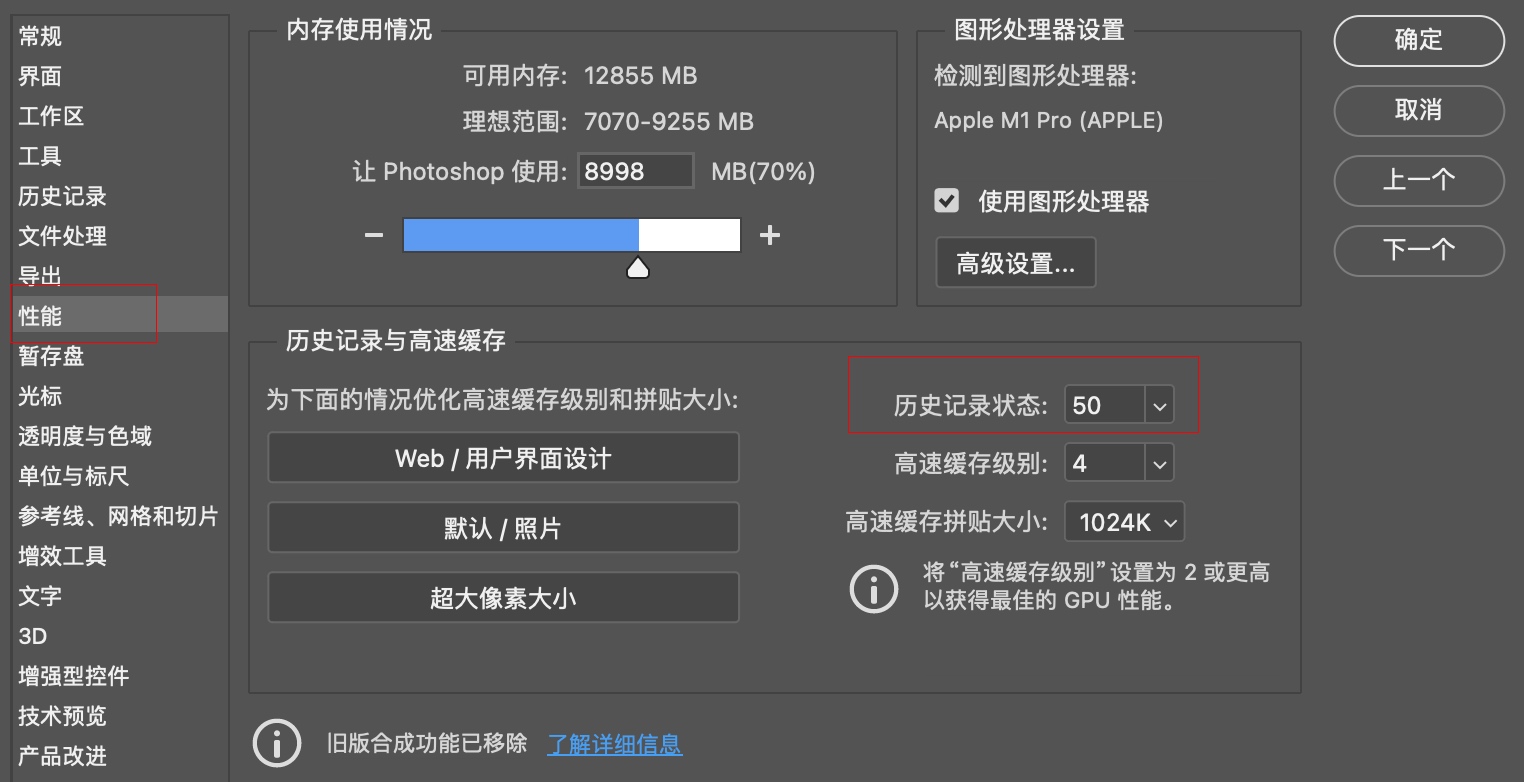 常规
界面
工作区
工具
历史记录
文件处理
导出
性能
暂存盘
光标
透明度与色域
单位与标尺
参考线、网格和切片
增效工具
文字
3D
增强型控件
技术预览
产品改进
内存使用情况
可用内存: 12855 MB
理想范围: 7070-9255 MB
让 Photoshop 使用: 8998 MB(70%)
图形处理器设置
检测到图形处理器:
Apple M1 Pro (APPLE)
使用图形处理器
高级设置...
历史记录与高速缓存
为下面的情况优化高速缓存级别和拼贴大小:
Web / 用户界面设计
默认 / 照片
超大像素大小
历史记录状态: 50
高速缓存级别: 4
高速缓存拼贴大小: 1024K
将“高速缓存级别”设置为 2 或更高
以获得最佳的 GPU 性能。
旧版合成功能已移除 了解详细信息
确定
取消
上一个
下一个